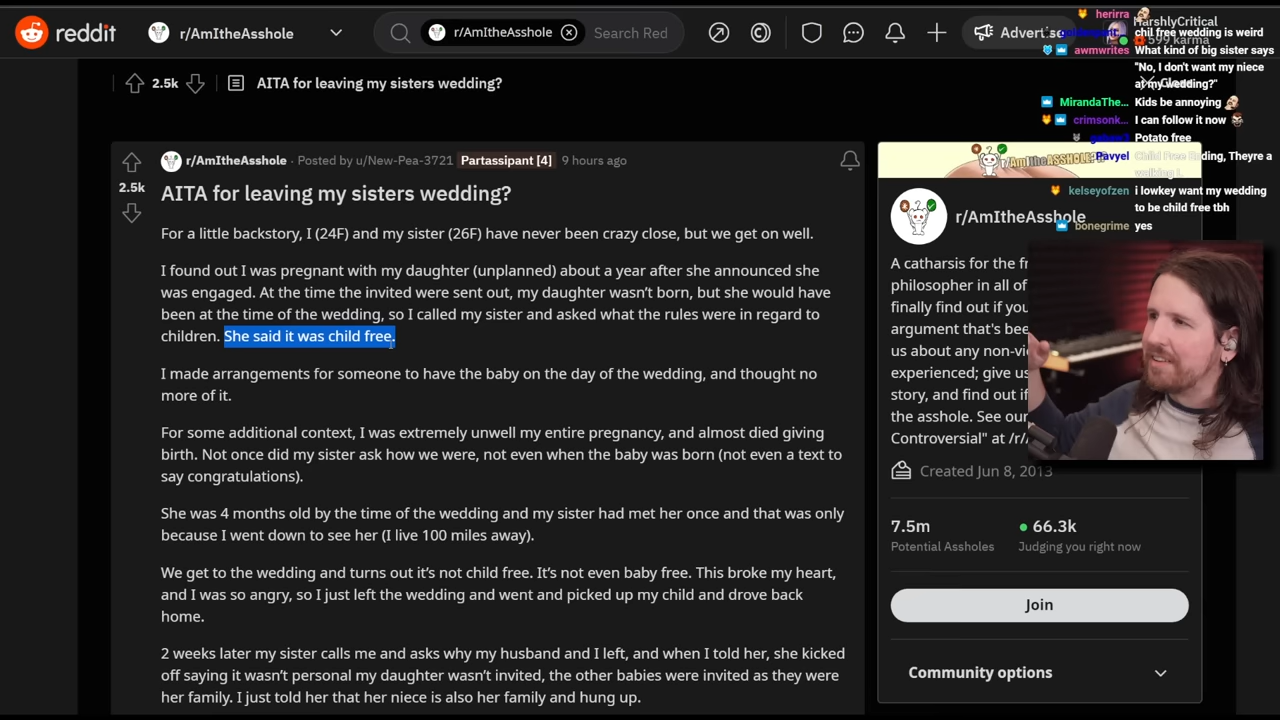 reddit
r/AmItheAsshole
r/AmItheAsshole
Search Red
Advert
HarshlyCritical
599 karma
2.5k
AITA for leaving my sisters wedding?
Close
herirra
chil free wedding is weird
awmwrites
What kind of big sister says
"No, I don't want my niece
at my wedding?"
MirandaThe... Kids be annoying
crimsonk... I can follow it now
Potato free
Pavyel
kelseyofzen i lowkey want my wedding
to be child free tbh
bonegrime yes
r/AmItheAsshole · Posted by u/New-Pea-3721 Partassipant [4] 9 hours ago
2.5k
AITA for leaving my sisters wedding?
For a little backstory, I (24F) and my sister (26F) have never been crazy close, but we get on well.
I found out I was pregnant with my daughter (unplanned) about a year after she announced she
was engaged. At the time the invited were sent out, my daughter wasn't born, but she would have
been at the time of the wedding, so I called my sister and asked what the rules were in regard to
children. She said it was child free.
I made arrangements for someone to have the baby on the day of the wedding, and thought no
more of it.
For some additional context, I was extremely unwell my entire pregnancy, and almost died giving
birth. Not once did my sister ask how we were, not even when the baby was born (not even a text to
say congratulations).
She was 4 months old by the time of the wedding and my sister had met her once and that was only
because I went down to see her (I live 100 miles away).
We get to the wedding and turns out it's not child free. It's not even baby free. This broke my heart,
and I was so angry, so I just left the wedding and went and picked up my child and drove back
home.
2 weeks later my sister calls me and asks why my husband and I left, and when I told her, she kicked
off saying it wasn't personal my daughter wasn't invited, the other babies were invited as they were
her family. I just told her that her niece is also her family and hung up.
r/AmItheAsshole
A catharsis for the fr
philosopher in all of
finally find out if you
argument that's bee
us about any non-vi
experienced; give us
story, and find out if
the asshole. See our
Controversial" at /r/
Created Jun 8, 2013
7.5m
Potential Assholes
66.3k
Judging you right now
Join
Community options